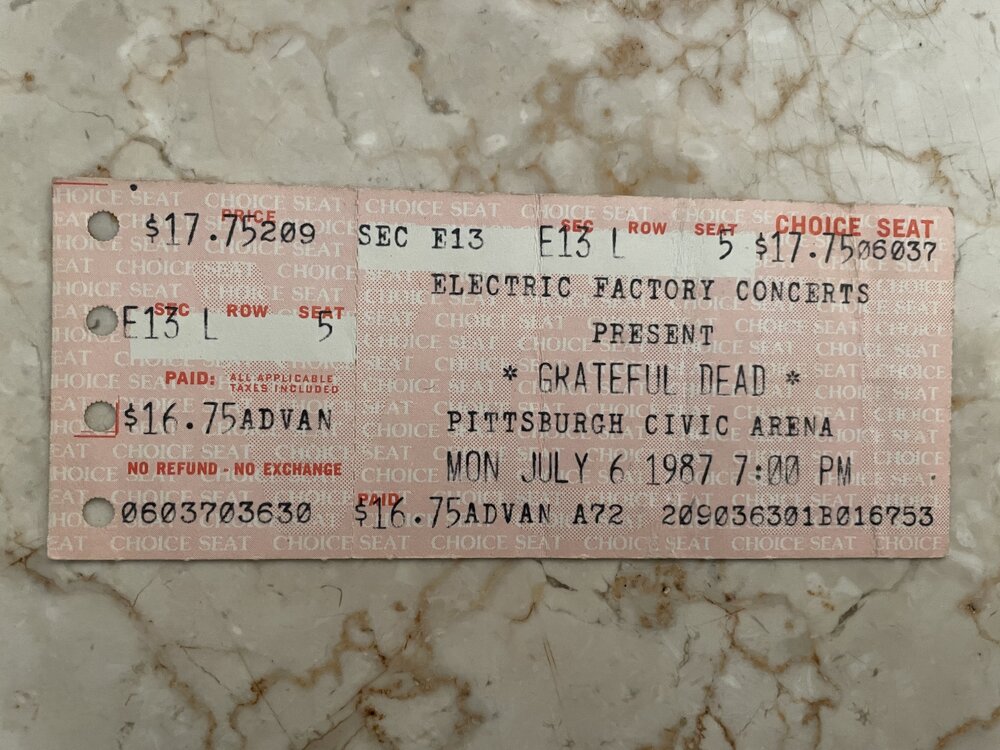 PRICE
$17.75209
SEC ROW SEAT
E13 L 5
PAID: ALL APPLICABLE
TAXES INCLUDED
$16.75ADVAN
NO REFUND - NO EXCHANGE
0603703630
SEC E13
SEC ROW SEAT
E13 L 5
CHOICE SEAT
$17.7506037
ELECTRIC FACTORY CONCERTS
PRESENT
* GRATEFUL DEAD *
PITTSBURGH CIVIC ARENA
MON JULY 6 1987 7:00 PM
PAID
$16.75ADVAN A72 209036301B016753